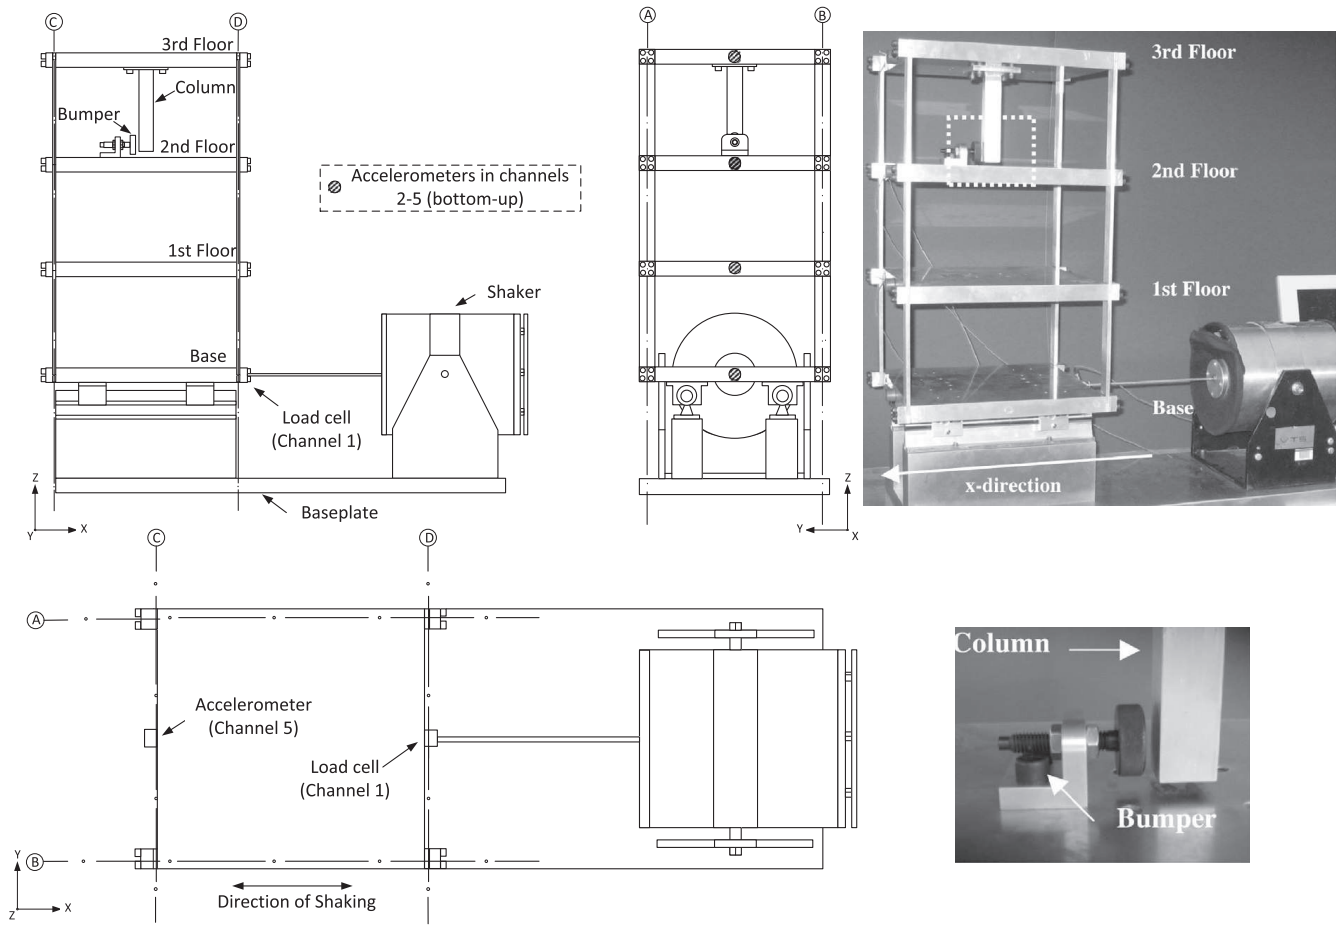 C
D
3rd Floor
Column
Bumper
2nd Floor
1st Floor
Base
Shaker
Load cell
(Channel 1)
Baseplate
Z
Y
X
Accelerometers in channels
2-5 (bottom-up)
A
B
Z
Y
X
3rd Floor
2nd Floor
1st Floor
Base
x-direction
C
D
A
B
Accelerometer
(Channel 5)
Load cell
(Channel 1)
Direction of Shaking
Y
Z
X
Column
Bumper